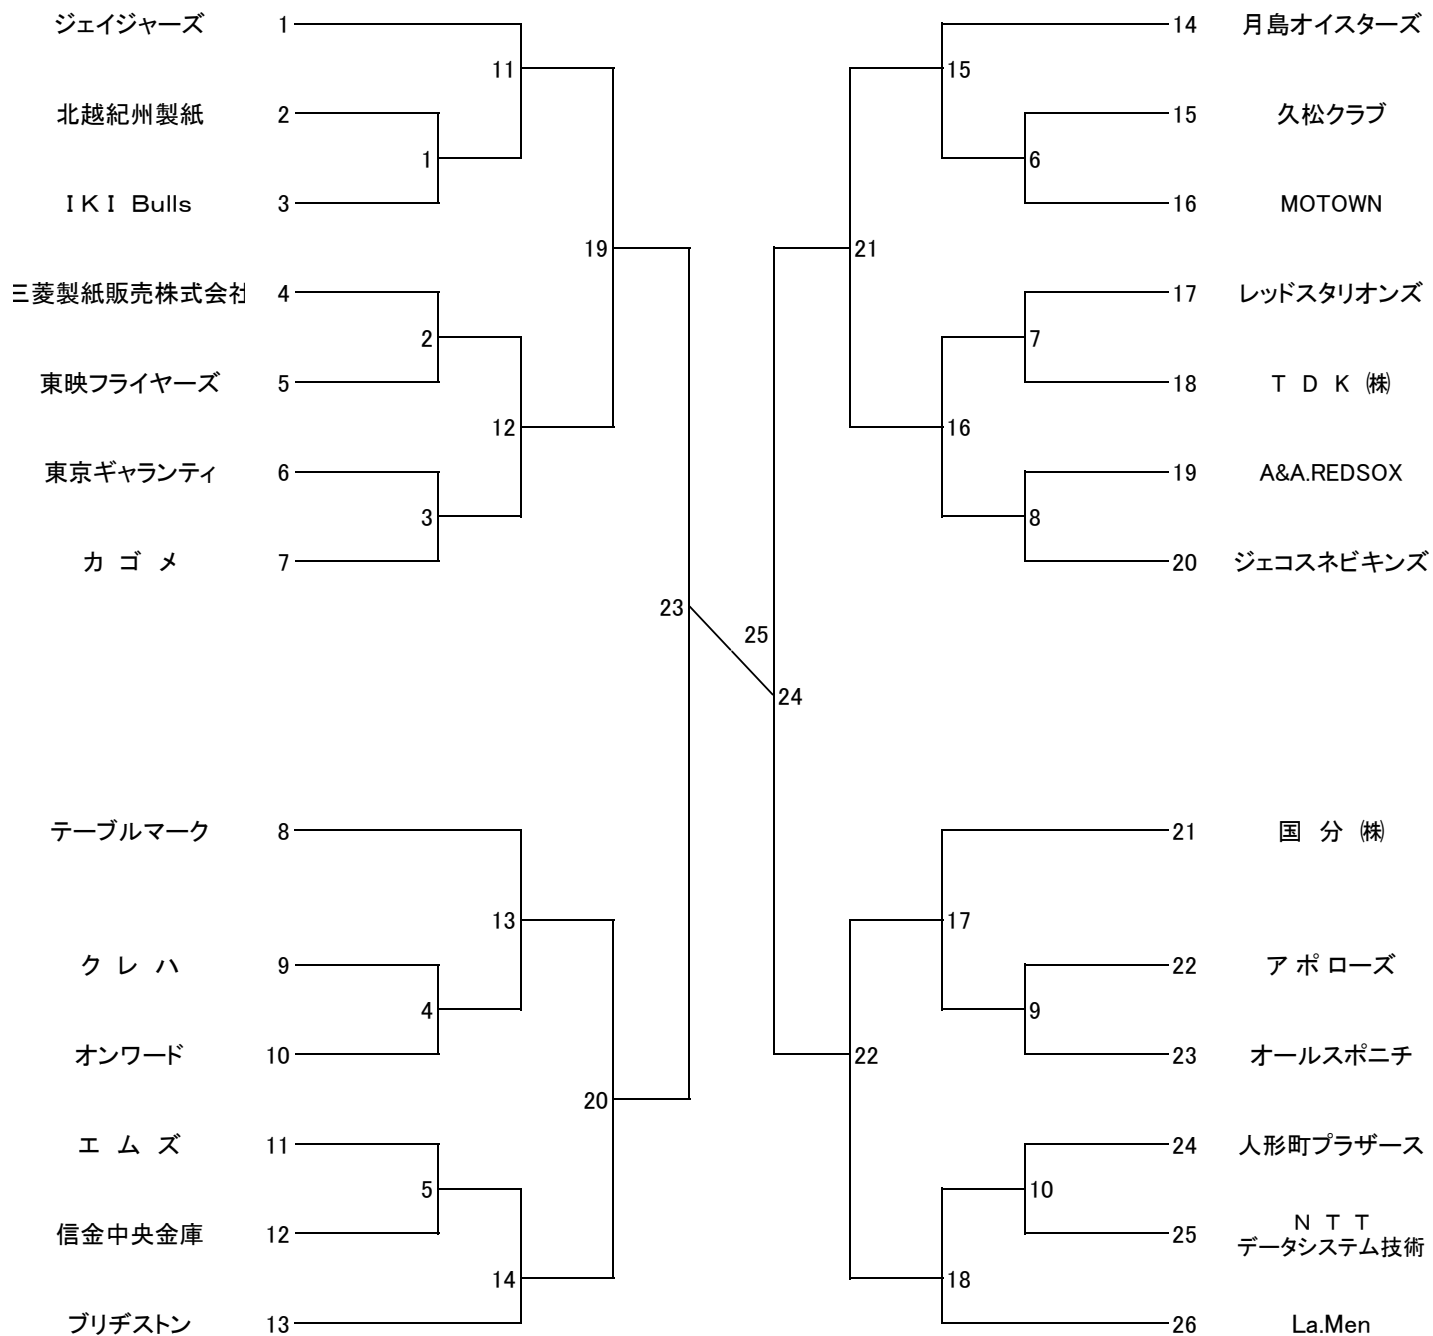 ジェイジャーズ 1
11
北越紀州製紙 2
1
IKI Bulls 3
19
三菱製紙販売株式会社 4
2
東映フライヤーズ 5
12
東京ギャランティ 6
3
カ ゴ メ 7
23
テーブルマーク 8
13
ク レ ハ 9
4
オンワード 10
20
エ ム ズ 11
5
信金中央金庫 12
14
ブリヂストン 13
25
24
14 月島オイスターズ
15
15 久松クラブ
6
16 MOTOWN
21
17 レッドスタリオンズ
7
18 T D K ㈱
16
19 A&A.REDSOX
8
20 ジェコスネビキンズ
21 国 分 ㈱
17
22 ア ポ ローズ
9
23 オールスポニチ
22
24 人形町プラザース
10
25 N T T
データシステム技術
18
26 La.Men